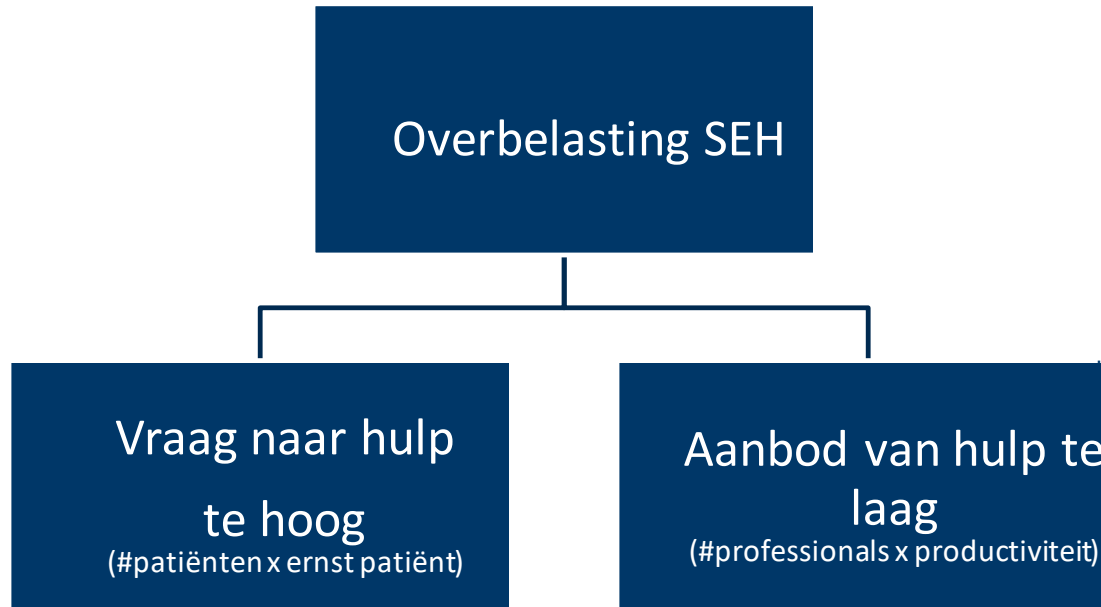 Overbelasting SEH
Vraag naar hulp
te hoog
(#patiënten x ernst patiënt)
Aanbod van hulp te
laag
(#professionals x productiviteit)